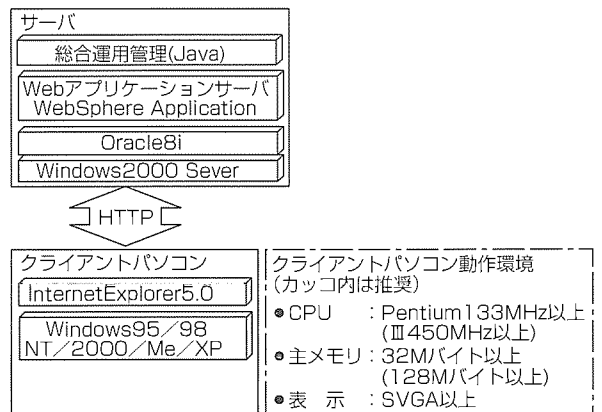 サーバ
総合運用管理(Java)
Webアプリケーションサーバ
WebSphere Application
Oracle8i
Windows2000 Sever
HTTP
クライアントパソコン
InternetExplorer5.0
Windows95／98
NT／2000／Me／XP
クライアントパソコン動作環境
(カッコ内は推奨)
●CPU　：Pentium133MHz以上
(Ⅲ450MHz以上)
●主メモリ：32Mバイト以上
(128Mバイト以上)
●表　示　：SVGA以上